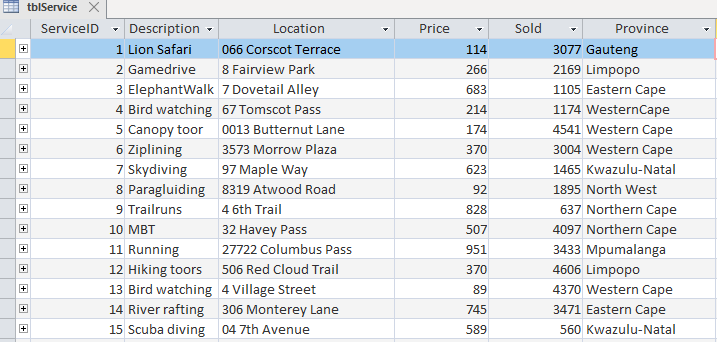 tblService
ServiceID Description Location Price Sold Province
1 Lion Safari 066 Corscot Terrace 114 3077 Gauteng
2 Gamedrive 8 Fairview Park 266 2169 Limpopo
3 ElephantWalk 7 Dovetail Alley 683 1105 Eastern Cape
4 Bird watching 67 Tomscot Pass 214 1174 WesternCape
5 Canopy toor 0013 Butternut Lane 174 4541 Western Cape
6 Ziplining 3573 Morrow Plaza 370 3004 Western Cape
7 Skydiving 97 Maple Way 623 1465 Kwazulu-Natal
8 Paragluiding 8319 Atwood Road 92 1895 North West
9 Trailruns 4 6th Trail 828 637 Northern Cape
10 MBT 32 Havey Pass 507 4097 Northern Cape
11 Running 27722 Columbus Pass 951 3433 Mpumalanga
12 Hiking toors 506 Red Cloud Trail 370 4606 Limpopo
13 Bird watching 4 Village Street 89 4370 Western Cape
14 River rafting 306 Monterey Lane 745 3471 Eastern Cape
15 Scuba diving 04 7th Avenue 589 560 Kwazulu-Natal